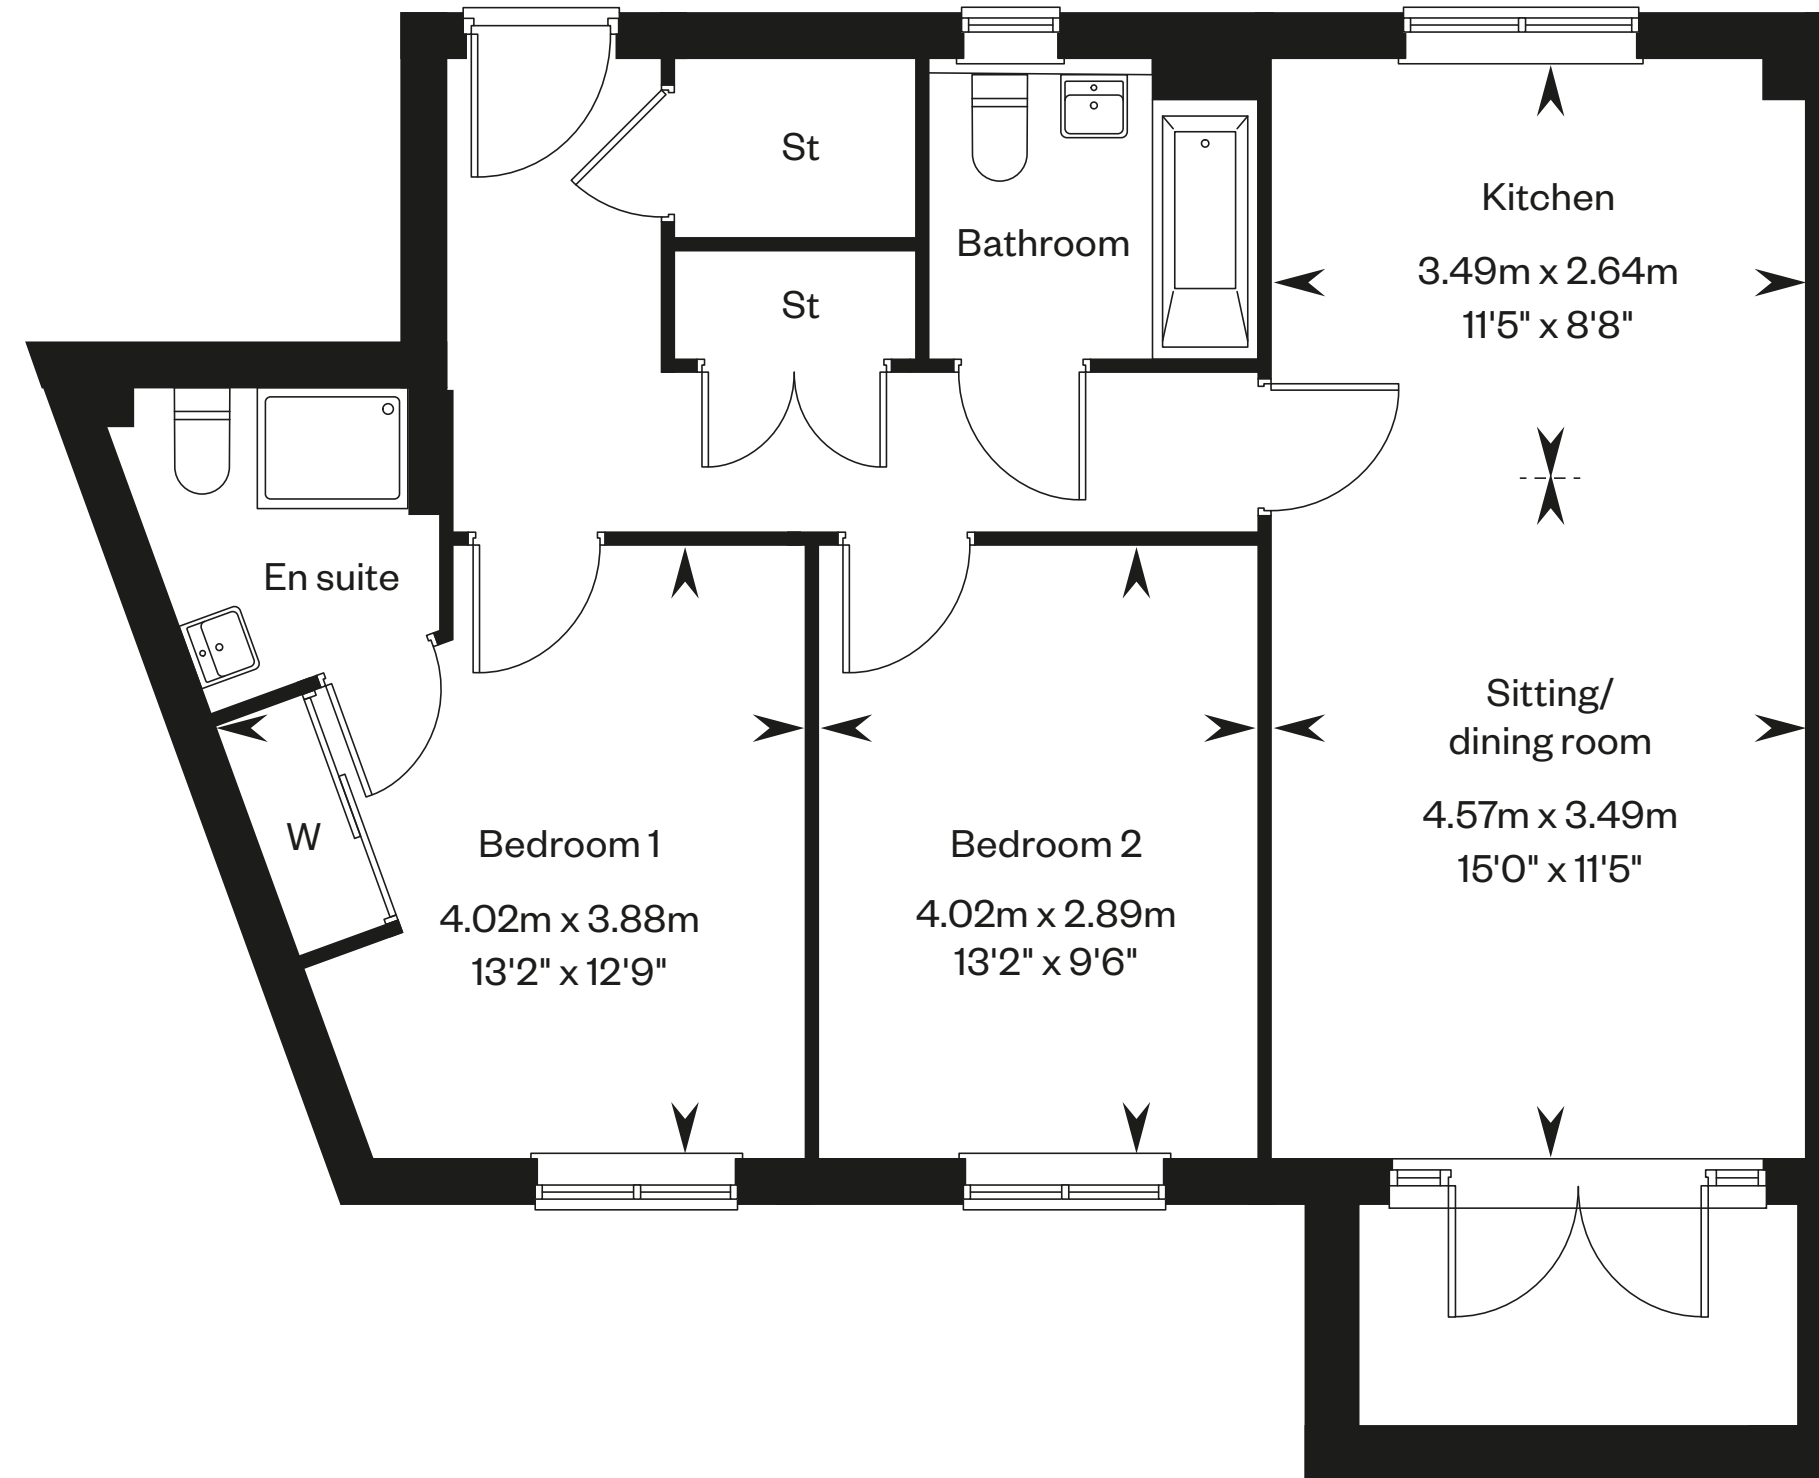 St
Bathroom
St
Kitchen
3.49m x 2.64m
11'5" x 8'8"
En suite
W
Bedroom 1
4.02m x 3.88m
13'2" x 12'9"
Bedroom 2
4.02m x 2.89m
13'2" x 9'6"
Sitting/
dining room
4.57m x 3.49m
15'0" x 11'5"